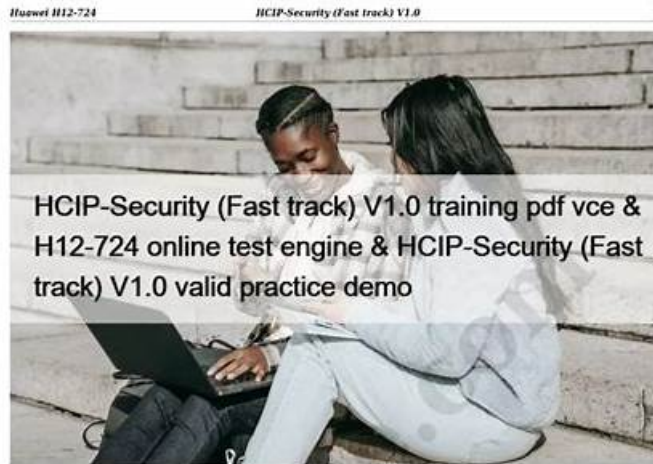 Huawei H12-724 HCIP-Security (Fast track) V1.0
HCIP-Security (Fast track) V1.0 training pdf vce &
H12-724 online test engine & HCIP-Security (Fast
track) V1.0 valid practice demo